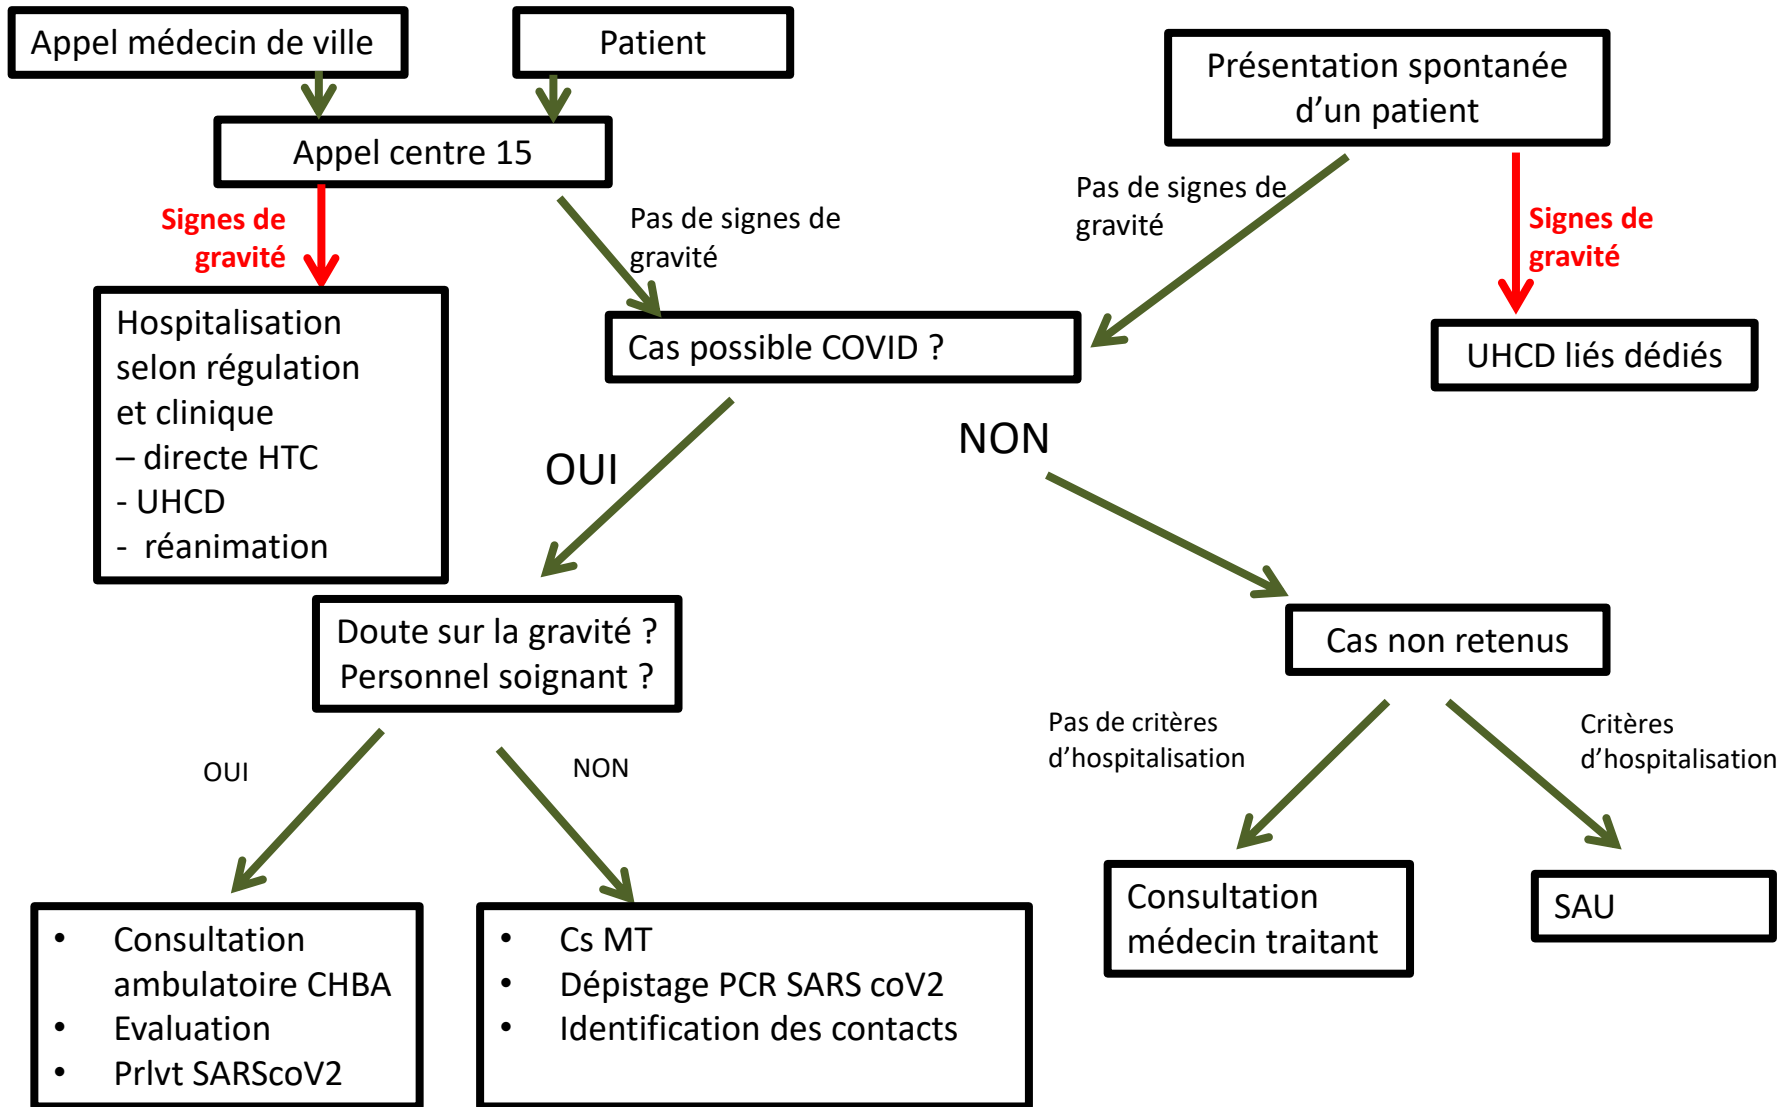 Appel médecin de ville
Patient
Présentation spontanée
d’un patient
Appel centre 15
Signes de
gravité
Pas de signes de
gravité
Pas de signes de
gravité
Signes de
gravité
Hospitalisation
selon régulation
et clinique
– directe HTC
- UHCD
- réanimation
Cas possible COVID ?
UHCD liés dédiés
OUI
NON
Doute sur la gravité ?
Personnel soignant ?
Cas non retenus
OUI
NON
Pas de critères
d’hospitalisation
Critères
d’hospitalisation
• Consultation
ambulatoire CHBA
• Evaluation
• Prlvt SARScoV2
• Cs MT
• Dépistage PCR SARS coV2
• Identification des contacts
Consultation
médecin traitant
SAU